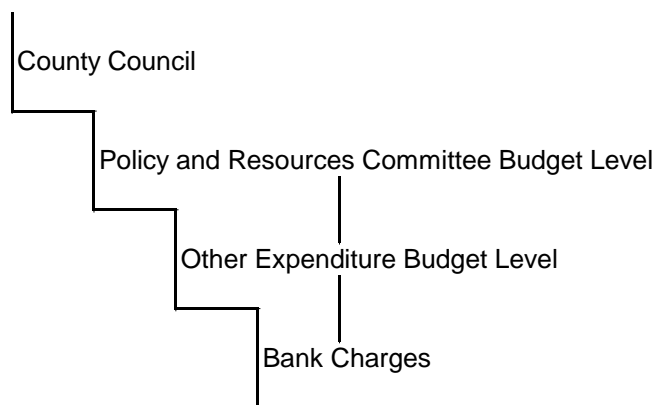 County Council
Policy and Resources Committee Budget Level
Other Expenditure Budget Level
Bank Charges